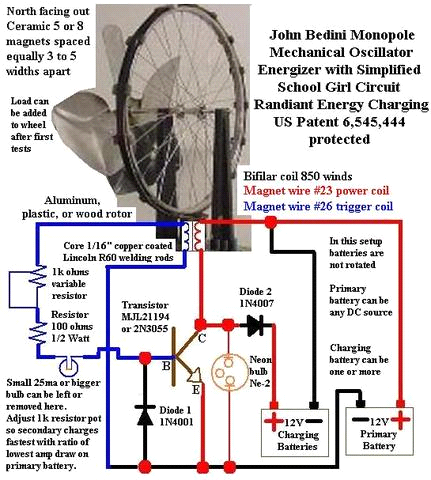 North facing out
Ceramic 5 or 8
magnets spaced
equally 3 to 5
widths apart
John Bedini Monopole
Mechanical Oscillator
Energizer with Simplified
School Girl Circuit
Randiant Energy Charging
US Patent 6,545,444
protected
Load can
be added
to wheel
after first
tests
Bifilar coil 850 winds
Magnet wire #23 power coil
Magnet wire #26 trigger coil
Aluminum,
plastic, or wood rotor
Core 1/16" copper coated
Lincoln R60 welding rods
In this setup
batteries are
not rotated
Primary
battery can be
any DC source
Charging
battery can be
one or more
1k ohms
variable
resistor
Resistor
100 ohms
1/2 Watt
Transistor
MJL21194
or 2N3055
Diode 2
1N4007
C
B
E
Neon
bulb
Ne-2
Small 25ma or bigger
bulb can be left or
removed here.
Adjust 1k resistor pot
so secondary charges
fastest with ratio of
lowest amp draw on
primary battery.
Diode 1
1N4001
+ 12V -
Charging
Batteries
- 12V +
Primary
Battery